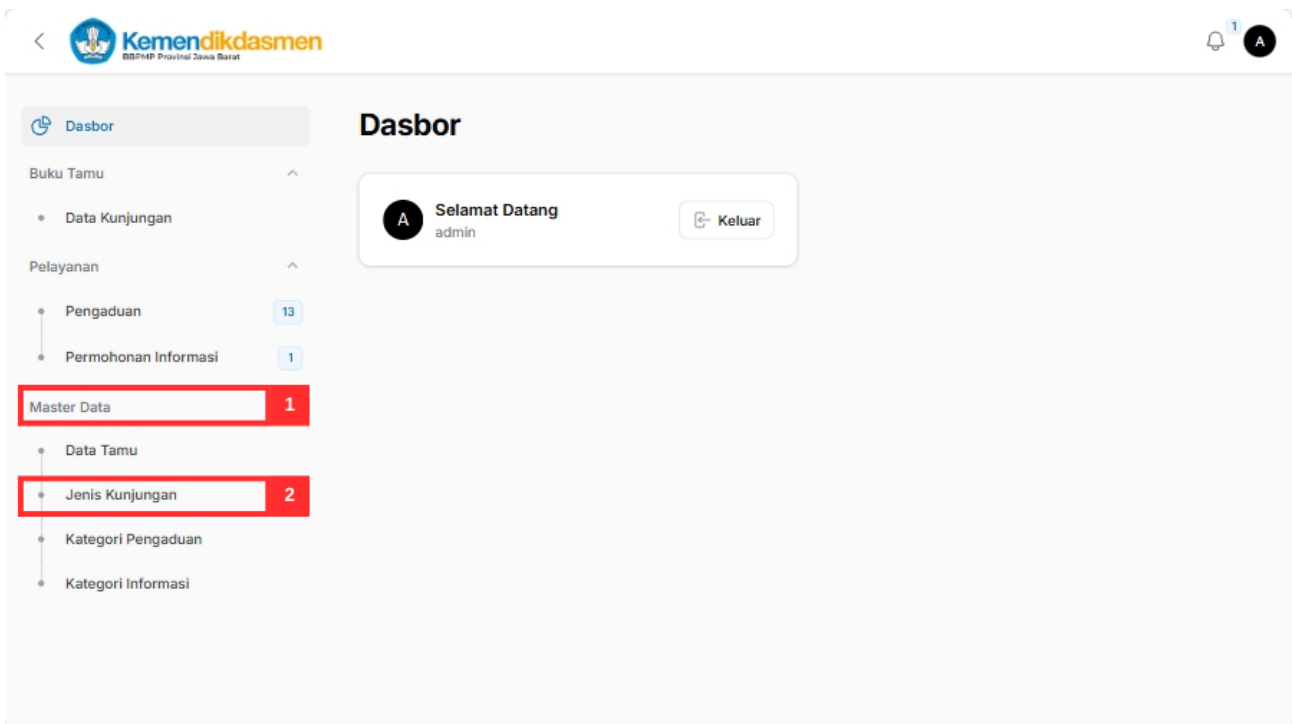 Kemendikdasmen
BBPMP Provinsi Jawa Barat
1
A
Dasbor
Buku Tamu
Data Kunjungan
Pelayanan
Pengaduan
13
Permohonan Informasi
1
Master Data
1
Data Tamu
Jenis Kunjungan
2
Kategori Pengaduan
Kategori Informasi
Dasbor
A
Selamat Datang
admin
Keluar